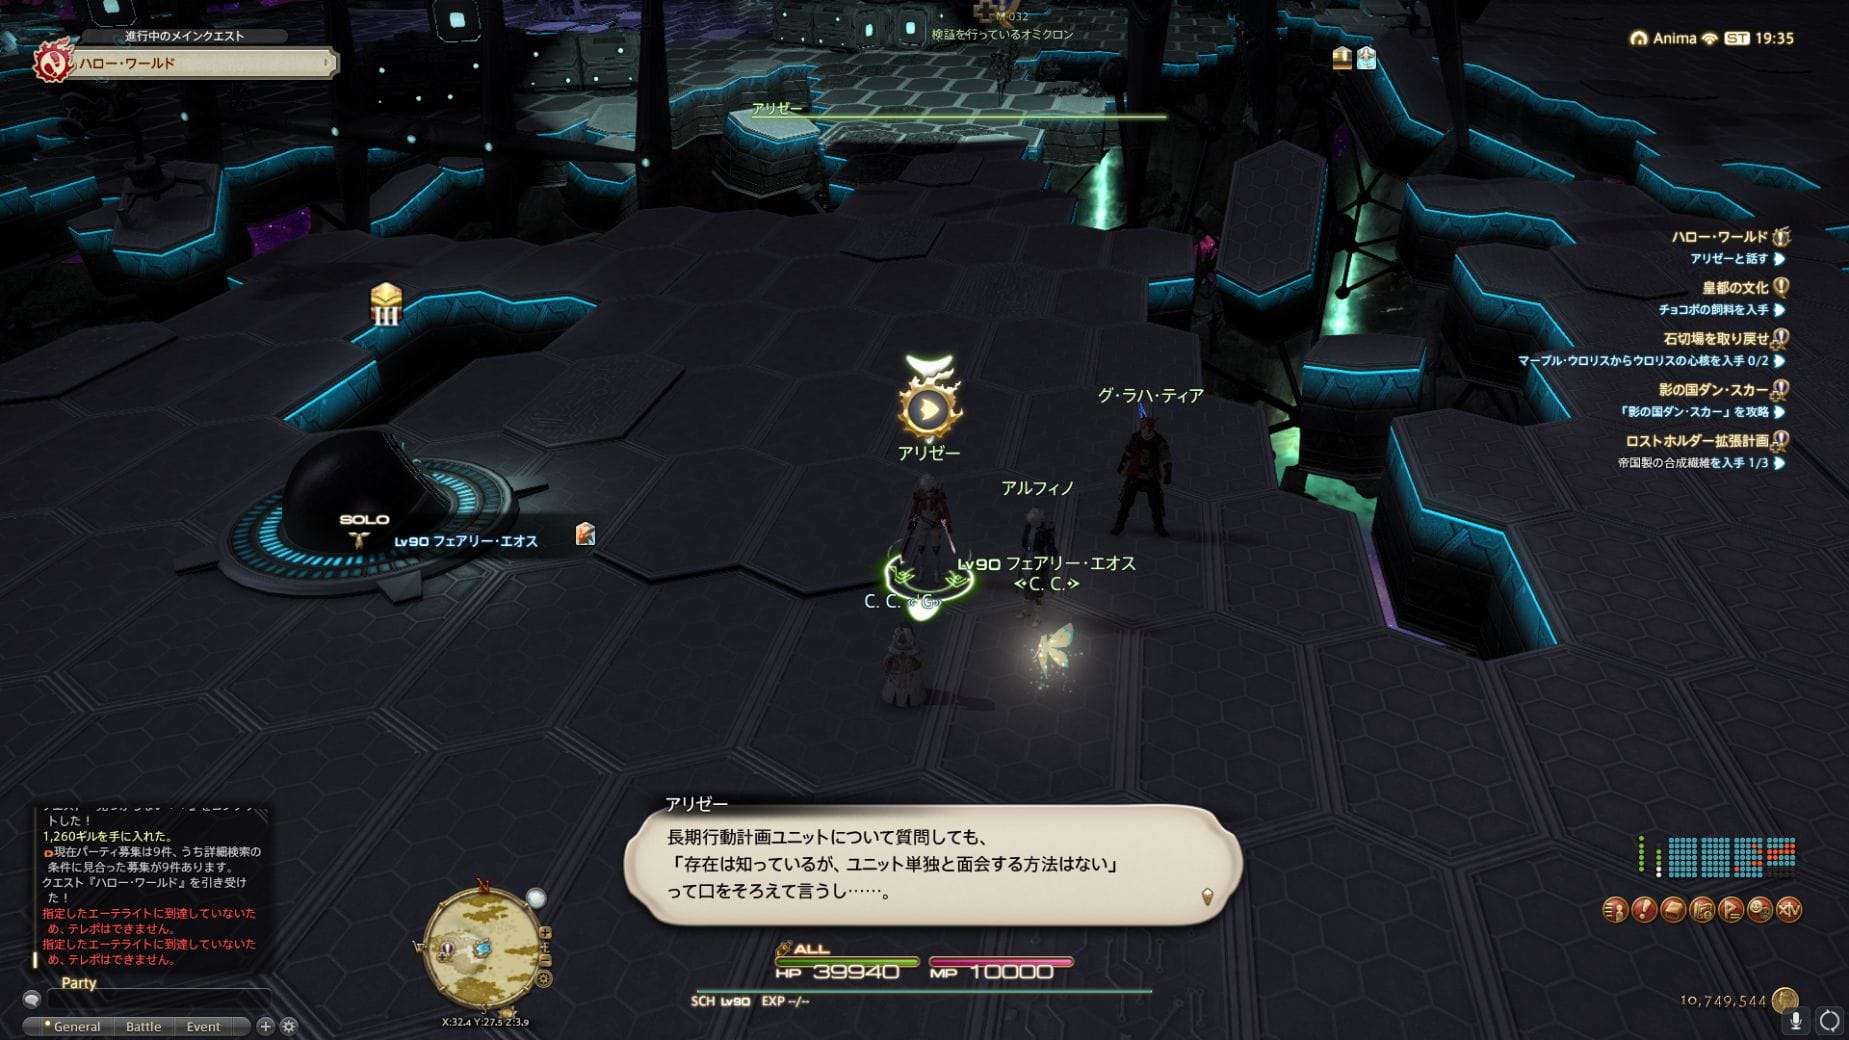 進行中のメインクエスト
ハロー・ワールド
M-032
検証を行っているオミクロン
Anima ST 19:35
アリゼー
ハロー・ワールド
アリゼーと話す
皇都の文化
チョコボの飼料を入手
石切場を取り戻せ
マーブル・ウロリスからウロリスの心核を入手 0/2
影の国ダン・スカー
「影の国ダン・スカー」を攻略
ロストホルダー拡張計画
帝国製の合成繊維を入手 1/3
III
グ・ラハ・ティア
アリゼー
アルフィノ
SOLO
Lv90 フェアリー・エオス
Lv90 フェアリー・エオス
C. C.
C. C. «G»
アリゼー
長期行動計画ユニットについて質問しても、
「存在は知っているが、ユニット単独と面会する方法はない」
って口をそろえて言うし……。
トした！
1,260ギルを手に入れた。
現在パーティ募集は9件、うち詳細検索の
条件に見合った募集が9件あります。
クエスト『ハロー・ワールド』を引き受け
た！
指定したエーテライトに到達していないた
め、テレポはできません。
指定したエーテライトに到達していないた
め、テレポはできません。
Party
General Battle Event
N
W
X:32.4 Y:27.5 Z:3.9
ALL
HP 39940 MP 10000
SCH Lv90 EXP --/--
XIV
10,749,544